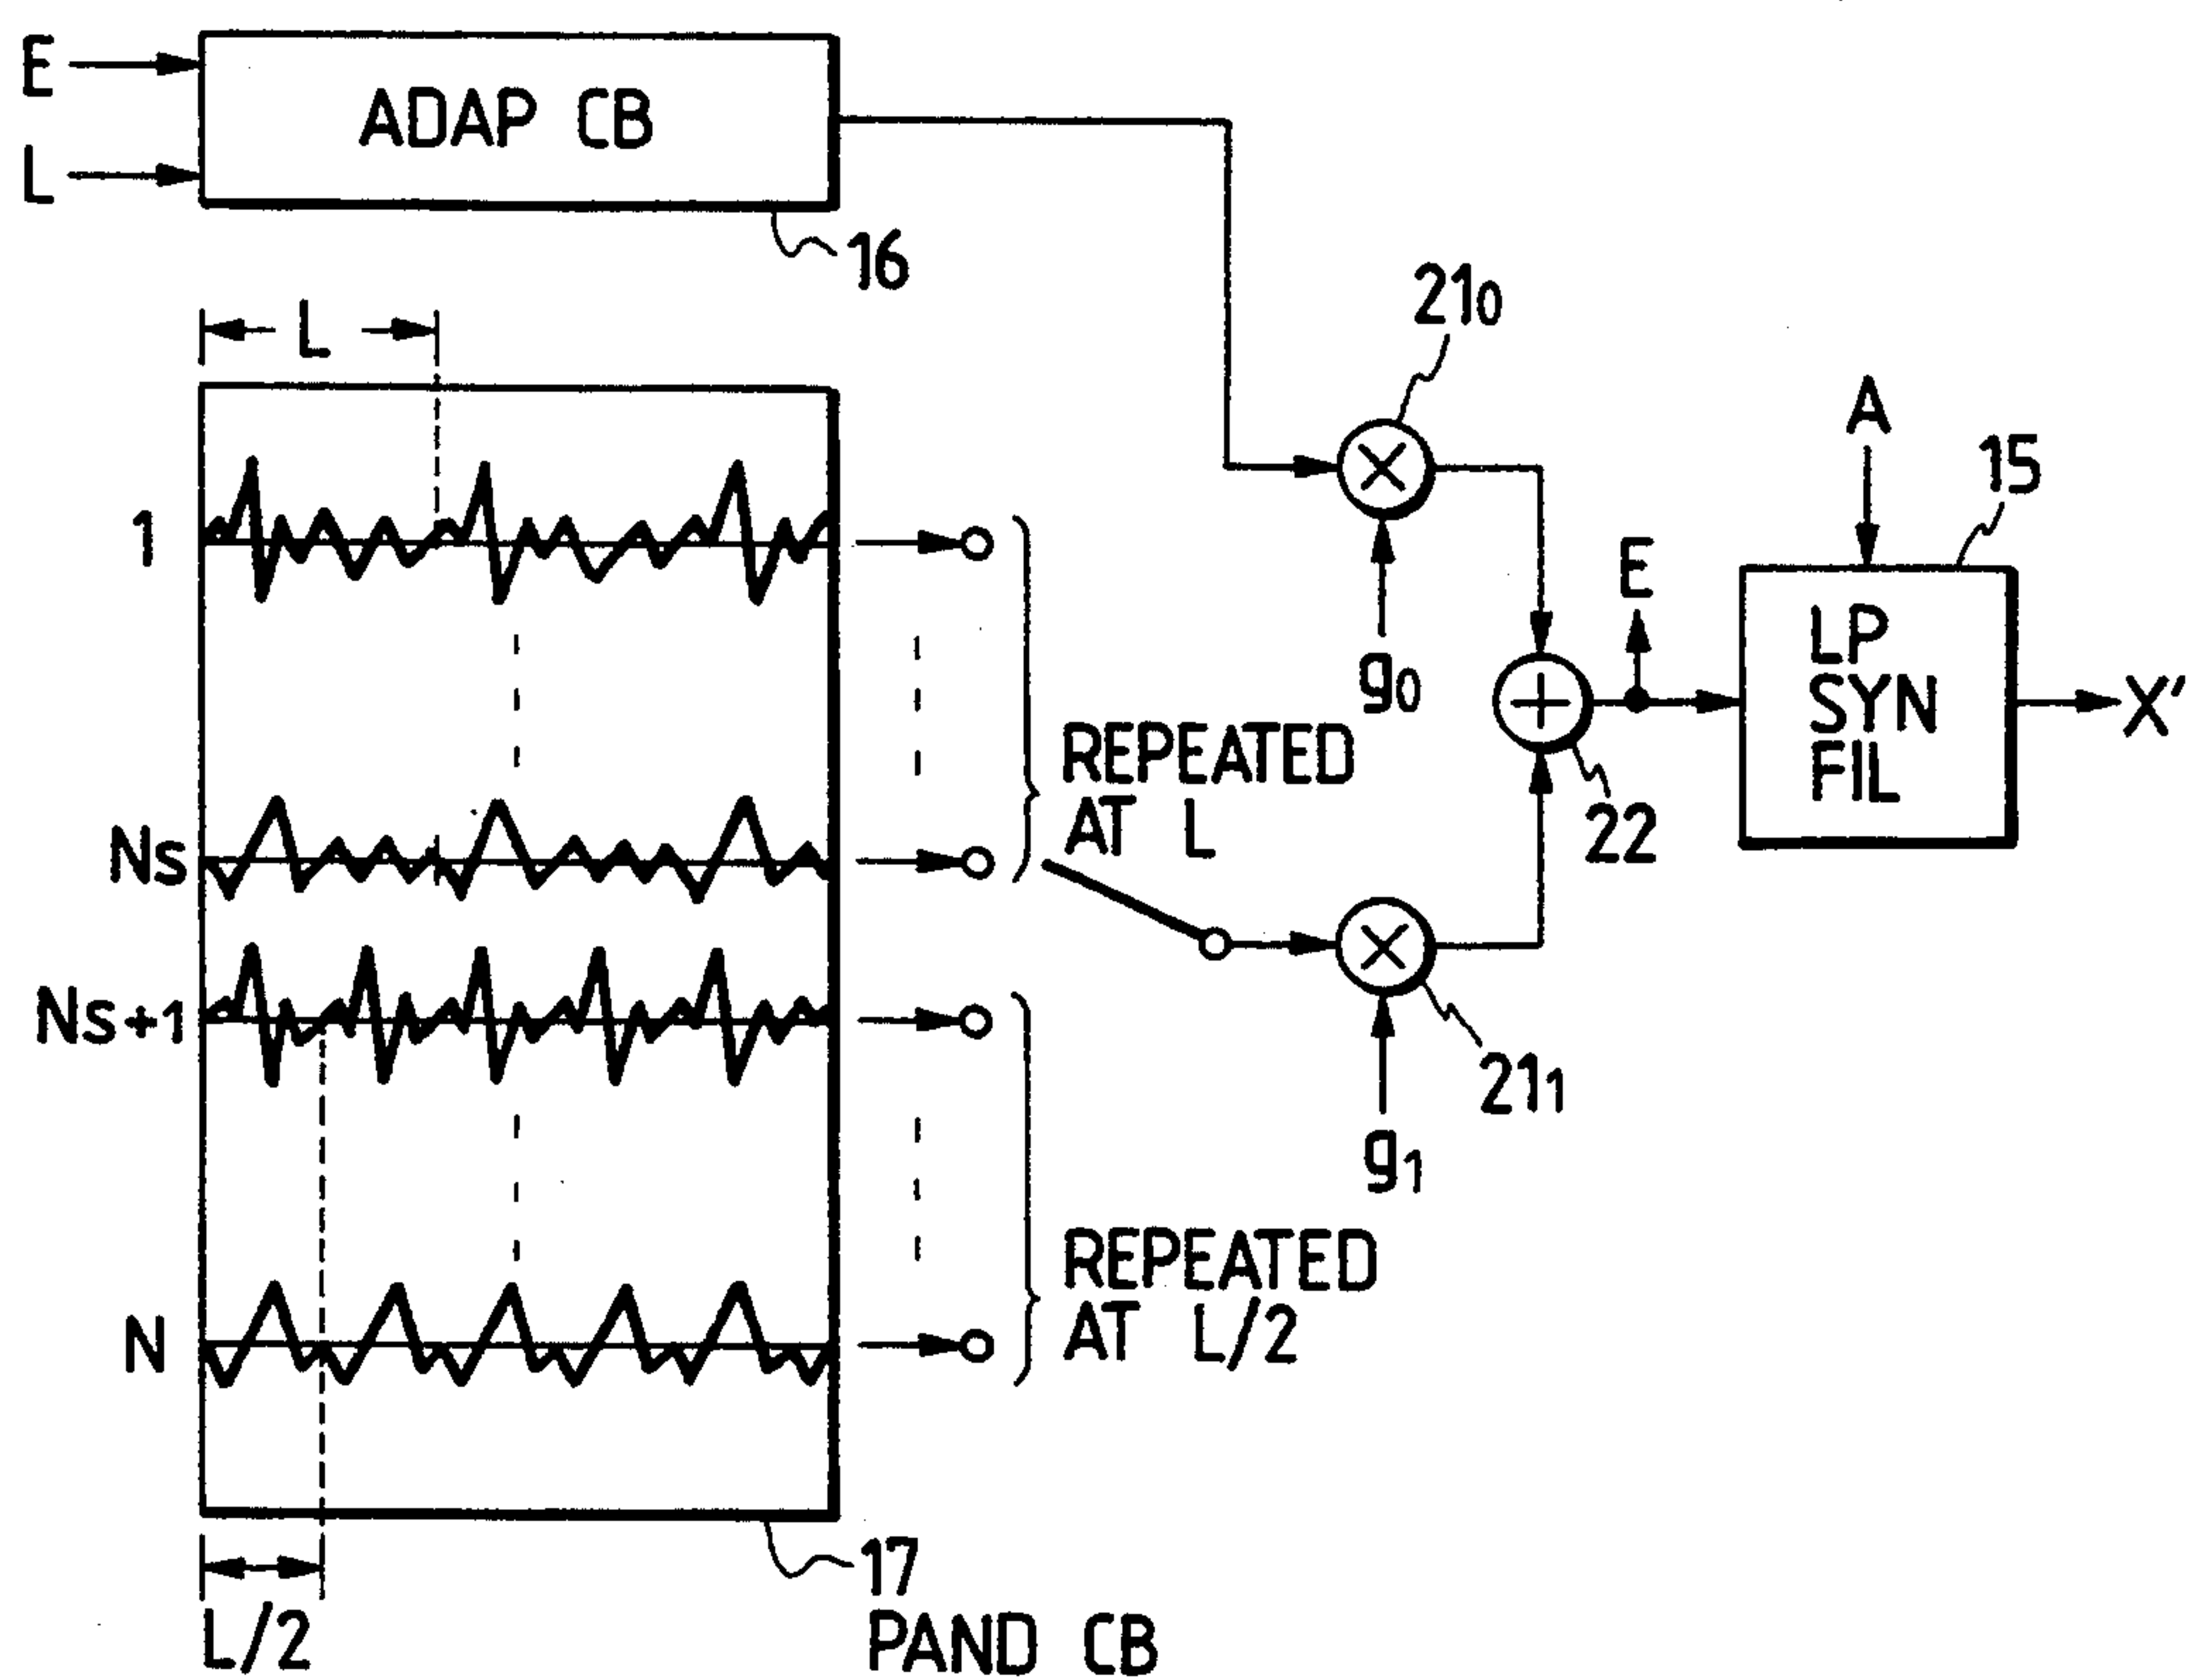 E
ADAP CB
L
16
L
21₀
A
15
1
E
LP
SYN
FIL
g₀
X'
REPEATED
AT L
22
Ns
Ns+1
21₁
g₁
REPEATED
AT L/2
N
17
PAND CB
L/2